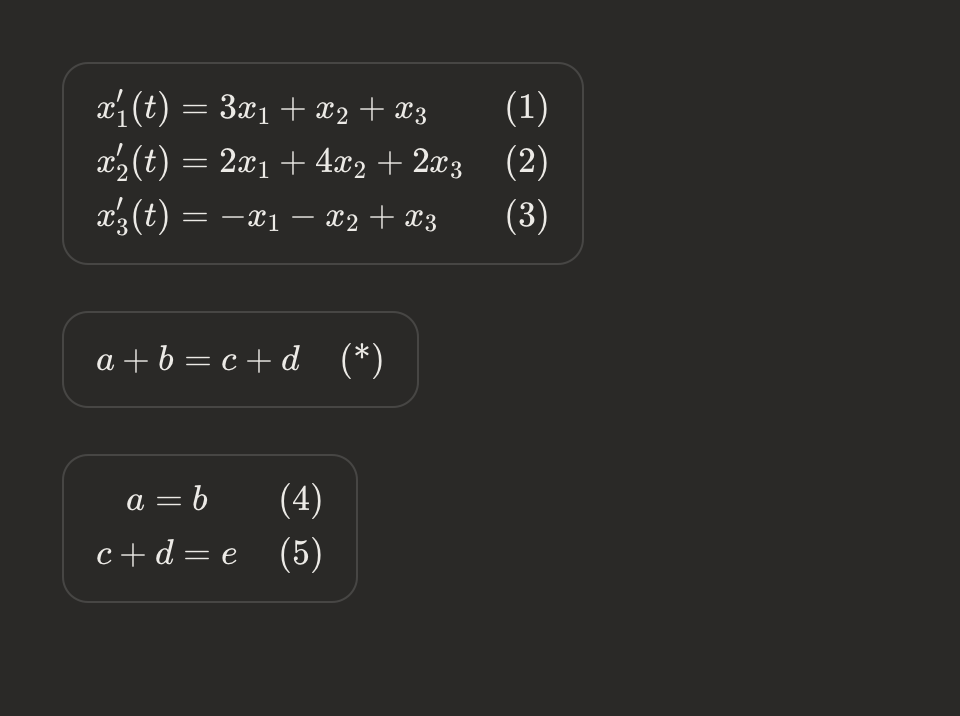 x₁′(t) = 3x₁ + x₂ + x₃ (1)
x₂′(t) = 2x₁ + 4x₂ + 2x₃ (2)
x₃′(t) = −x₁ − x₂ + x₃ (3)
a + b = c + d (*)
a = b (4)
c + d = e (5)